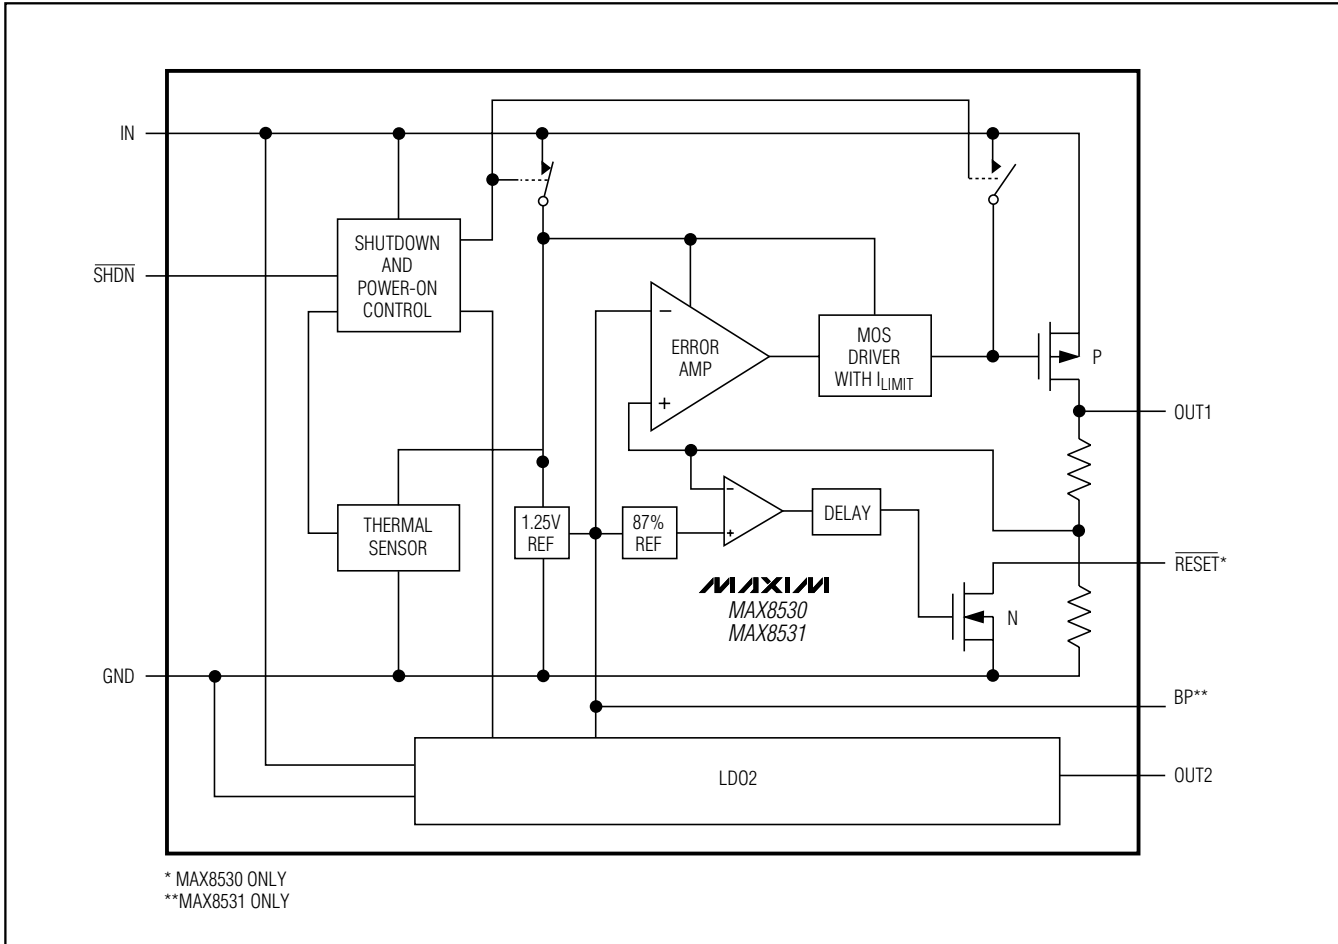 IN
SHDN
SHUTDOWN
AND
POWER-ON
CONTROL
−
ERROR
AMP
+
MOS
DRIVER
WITH ILIMIT
P
OUT1
THERMAL
SENSOR
1.25V
REF
87%
REF
−
+
DELAY
RESET*
MAXIM
MAX8530
MAX8531
N
GND
BP**
LDO2
OUT2
* MAX8530 ONLY
**MAX8531 ONLY